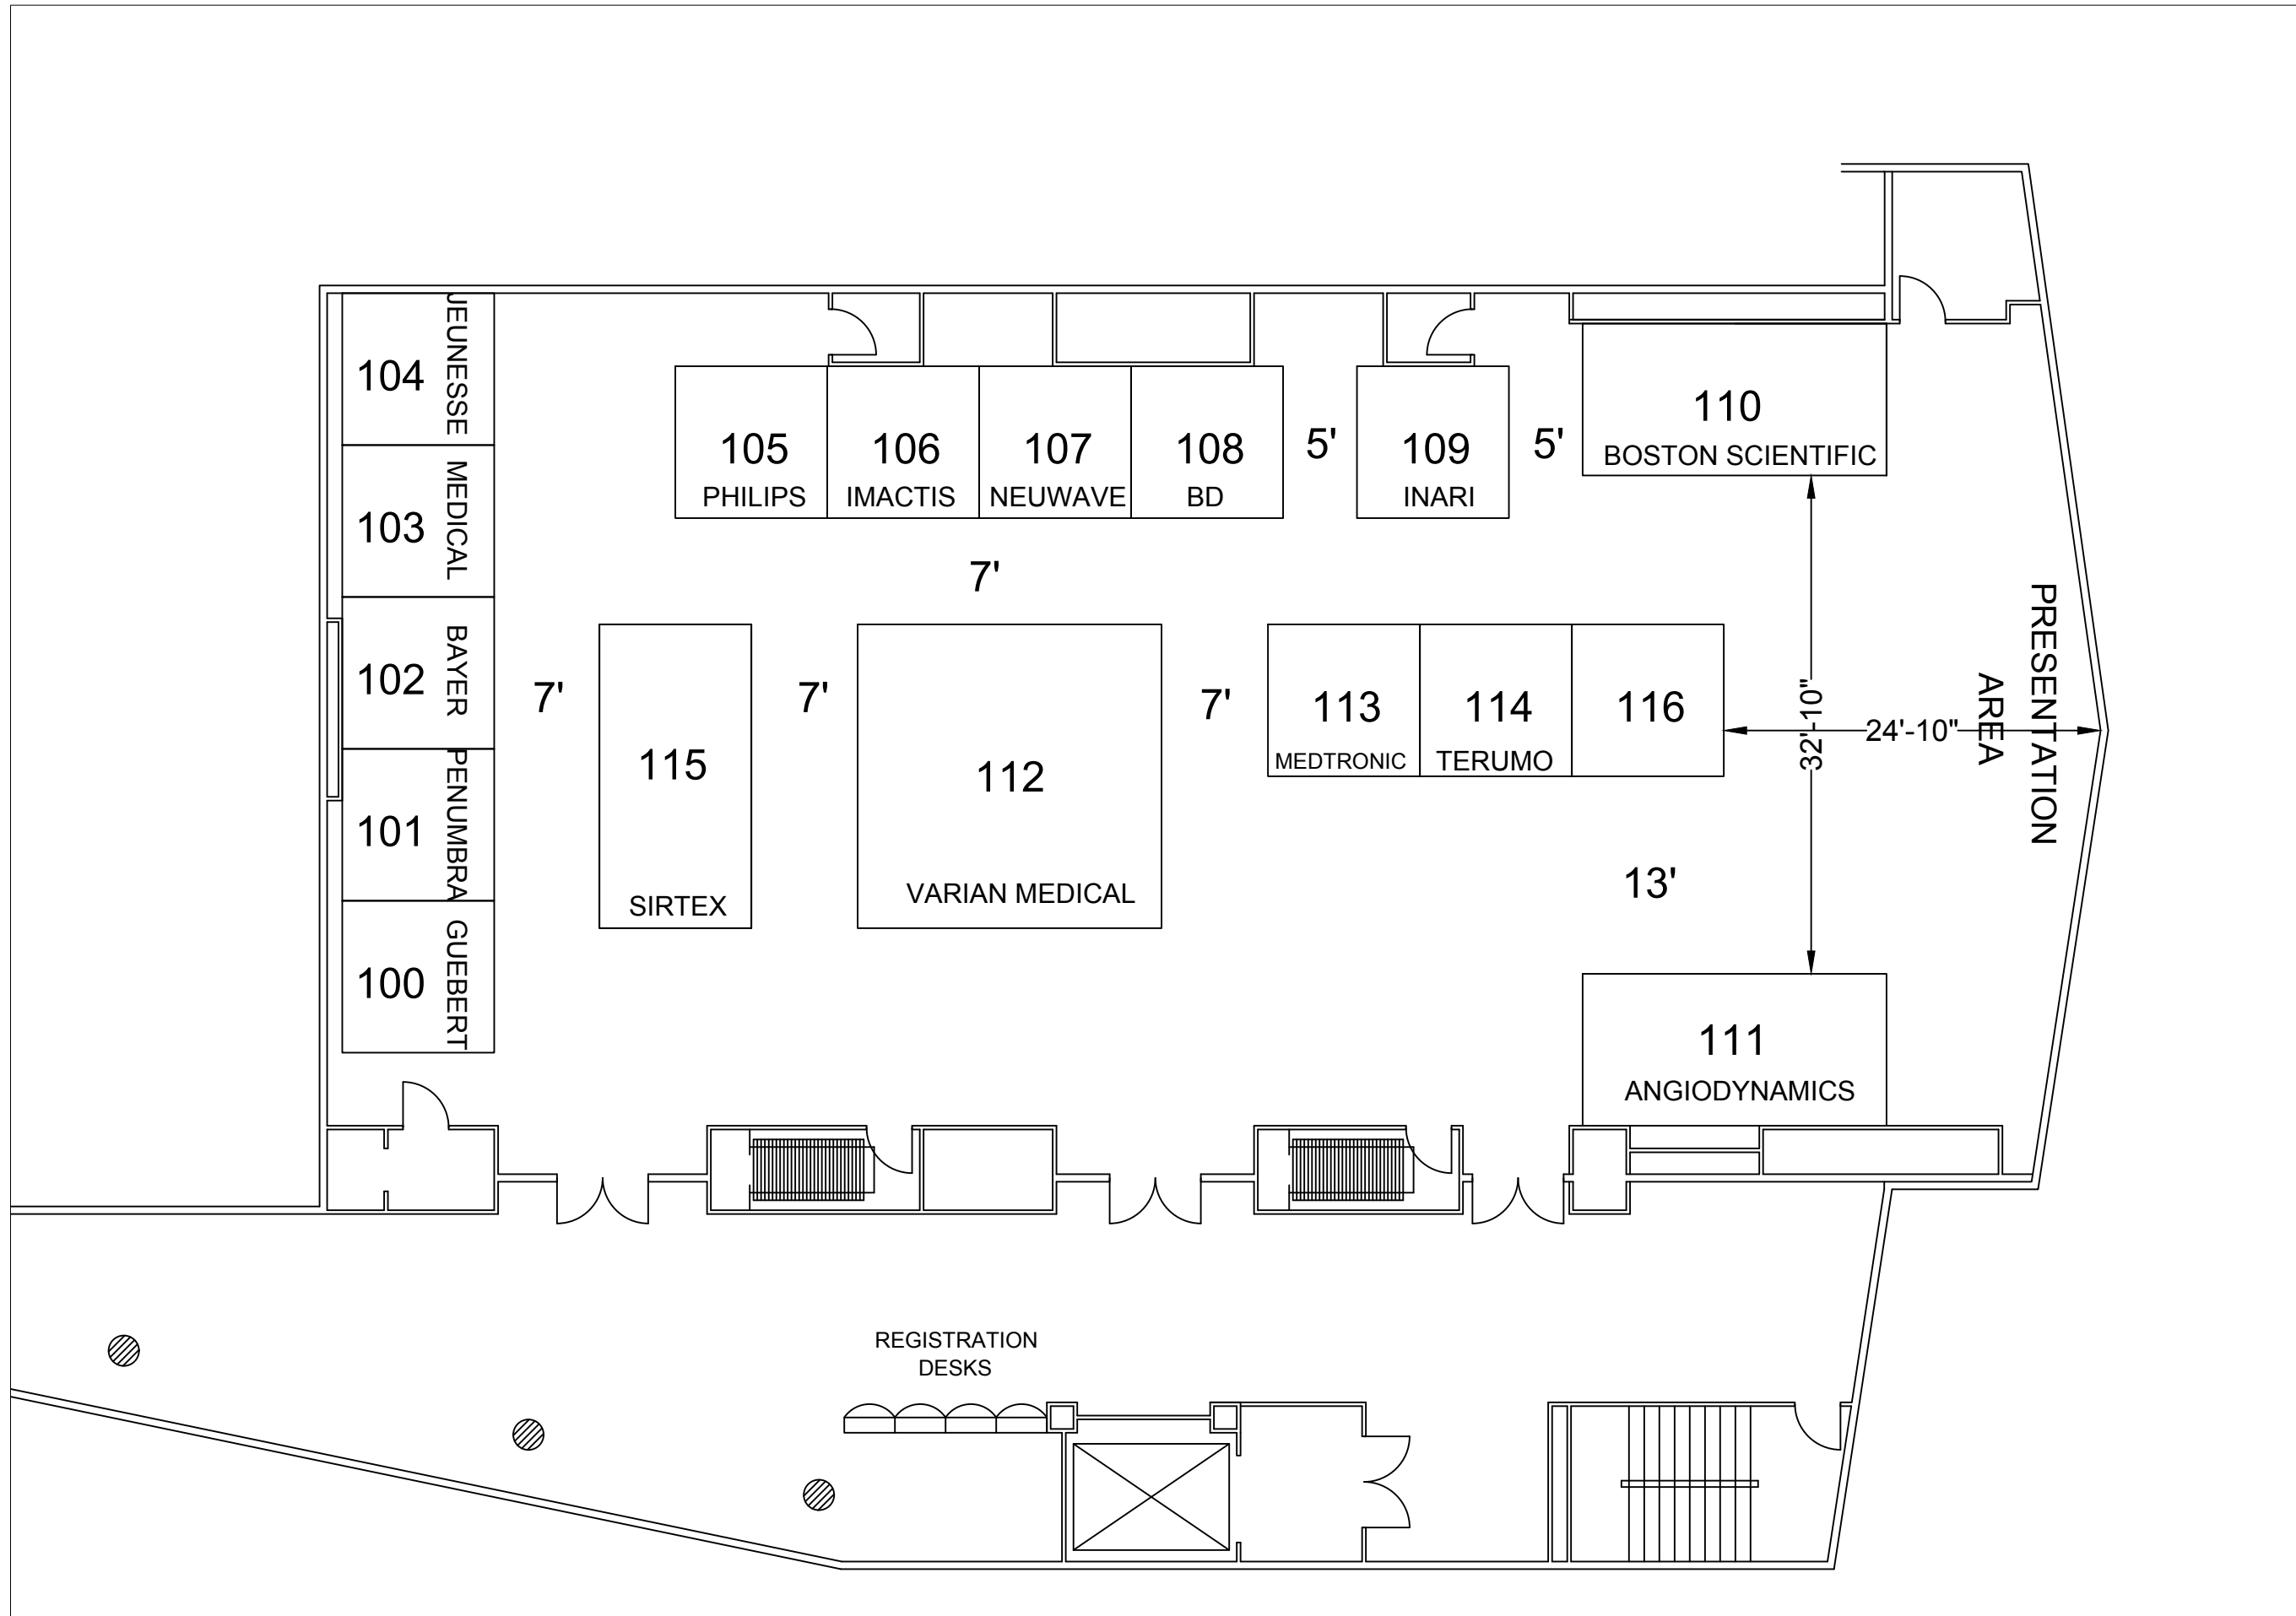 104
JEUNESSE
103
MEDICAL
102
BAYER
101
PENUMBRA
100
GUEBERT
105
PHILIPS
106
IMACTIS
107
NEUWAVE
108
BD
5'
109
INARI
5'
110
BOSTON SCIENTIFIC
7'
7'
115
SIRTEX
7'
112
VARIAN MEDICAL
7'
113
MEDTRONIC
114
TERUMO
116
32'-10"
24'-10"
PRESENTATION
AREA
13'
111
ANGIODYNAMICS
REGISTRATION
DESKS